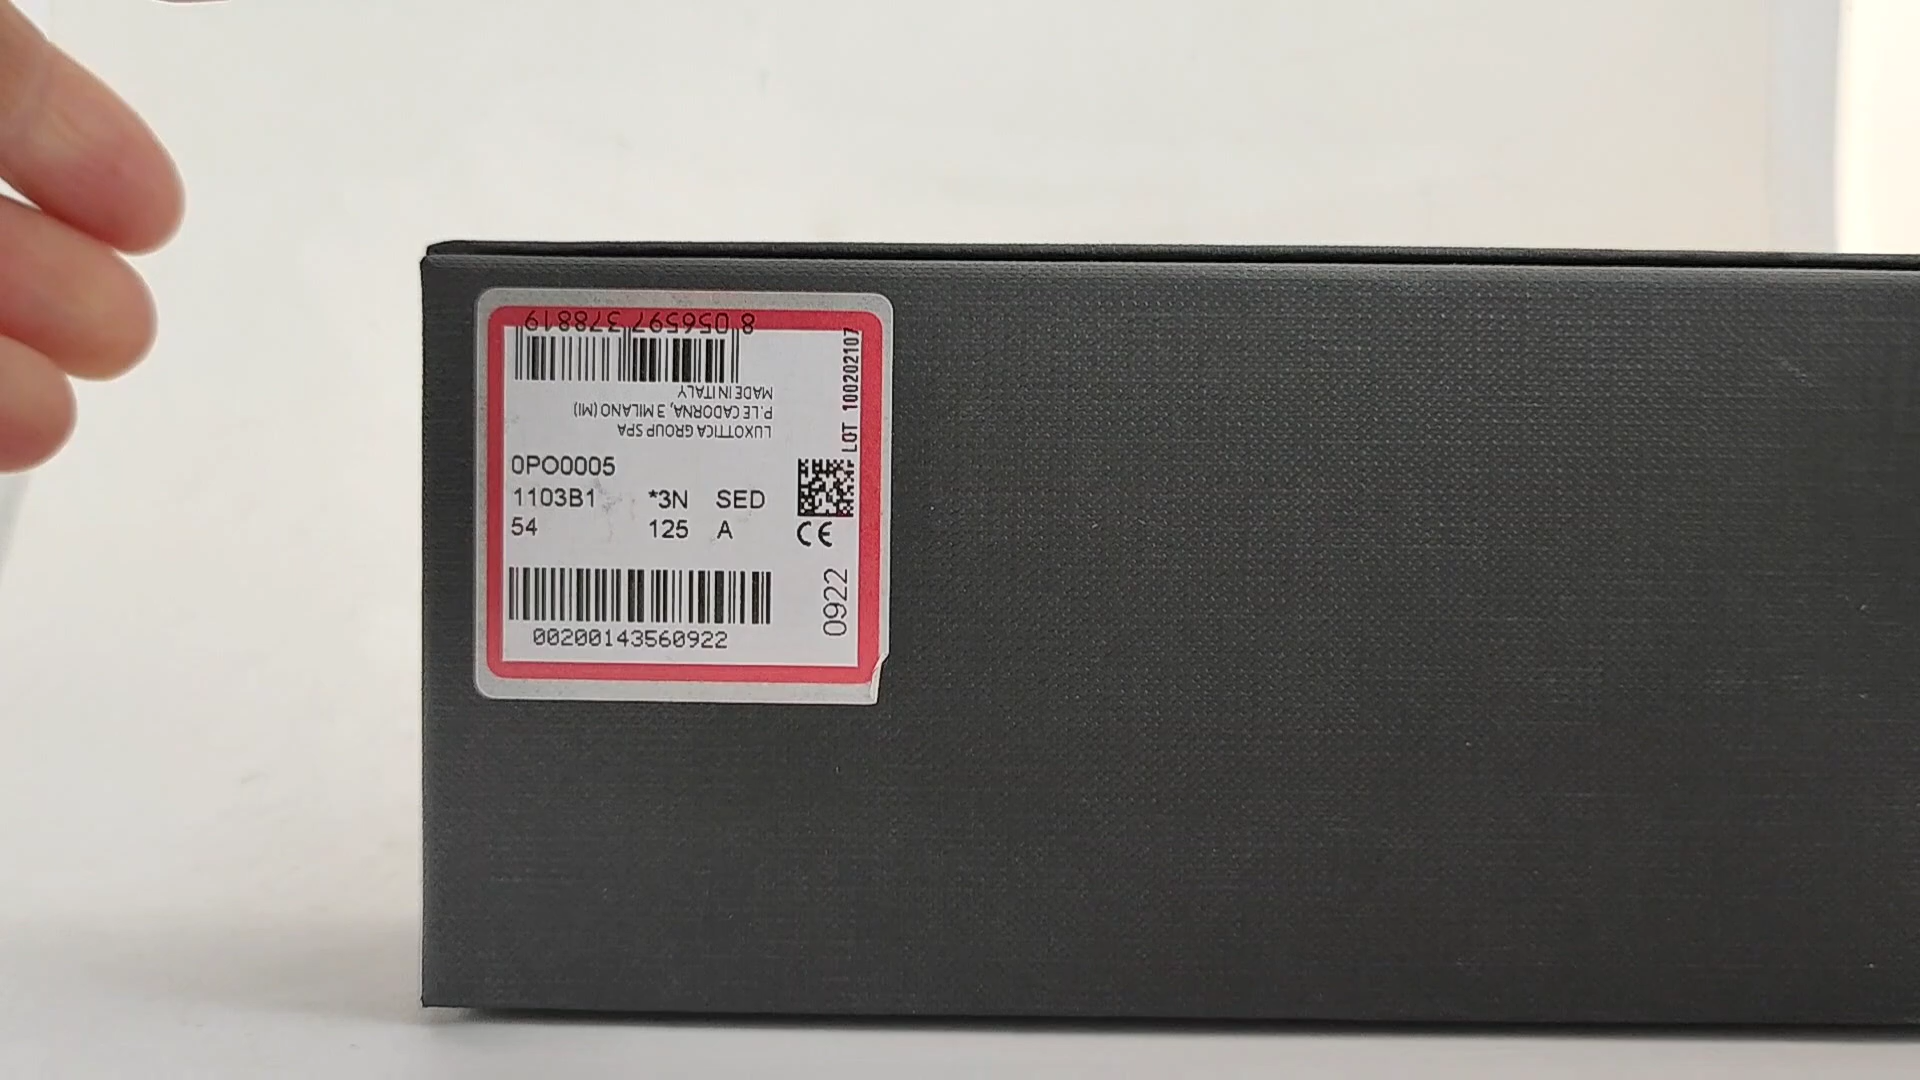 8 056597 378819
MADE IN ITALY
P.LE CADORNA, 3 MILANO (MI)
LUXOTTICA GROUP SPA
LOT 100202107
0PO0005
1103B1 *3N SED
54 125 A
CE
0922
00200143560922